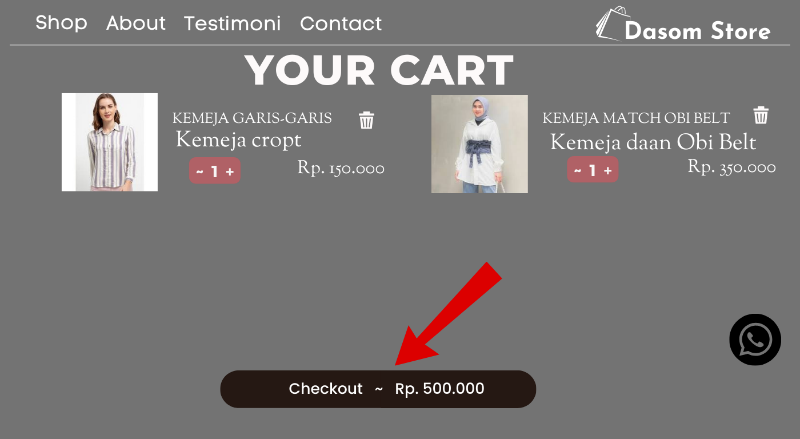 Shop About Testimoni Contact
Dasom Store
YOUR CART
KEMEJA GARIS-GARIS
Kemeja cropt
~ 1 +
Rp. 150.000
KEMEJA MATCH OBI BELT
Kemeja daan Obi Belt
~ 1 +
Rp. 350.000
Checkout ~ Rp. 500.000